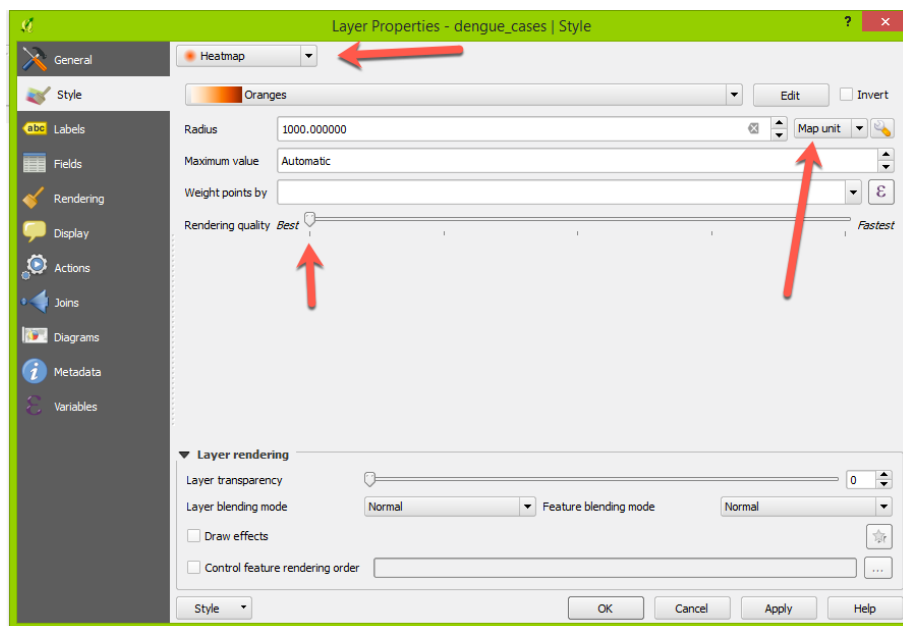 Layer Properties - dengue_cases | Style ?
General
Style
abc Labels
Fields
Rendering
Display
Actions
Joins
Diagrams
Metadata
Variables
Heatmap
Oranges Edit Invert
Radius 1000.000000 Map unit
Maximum value Automatic
Weight points by ε
Rendering quality Best Fastest
Layer rendering
Layer transparency 0
Layer blending mode Normal Feature blending mode Normal
Draw effects
Control feature rendering order ...
Style OK Cancel Apply Help